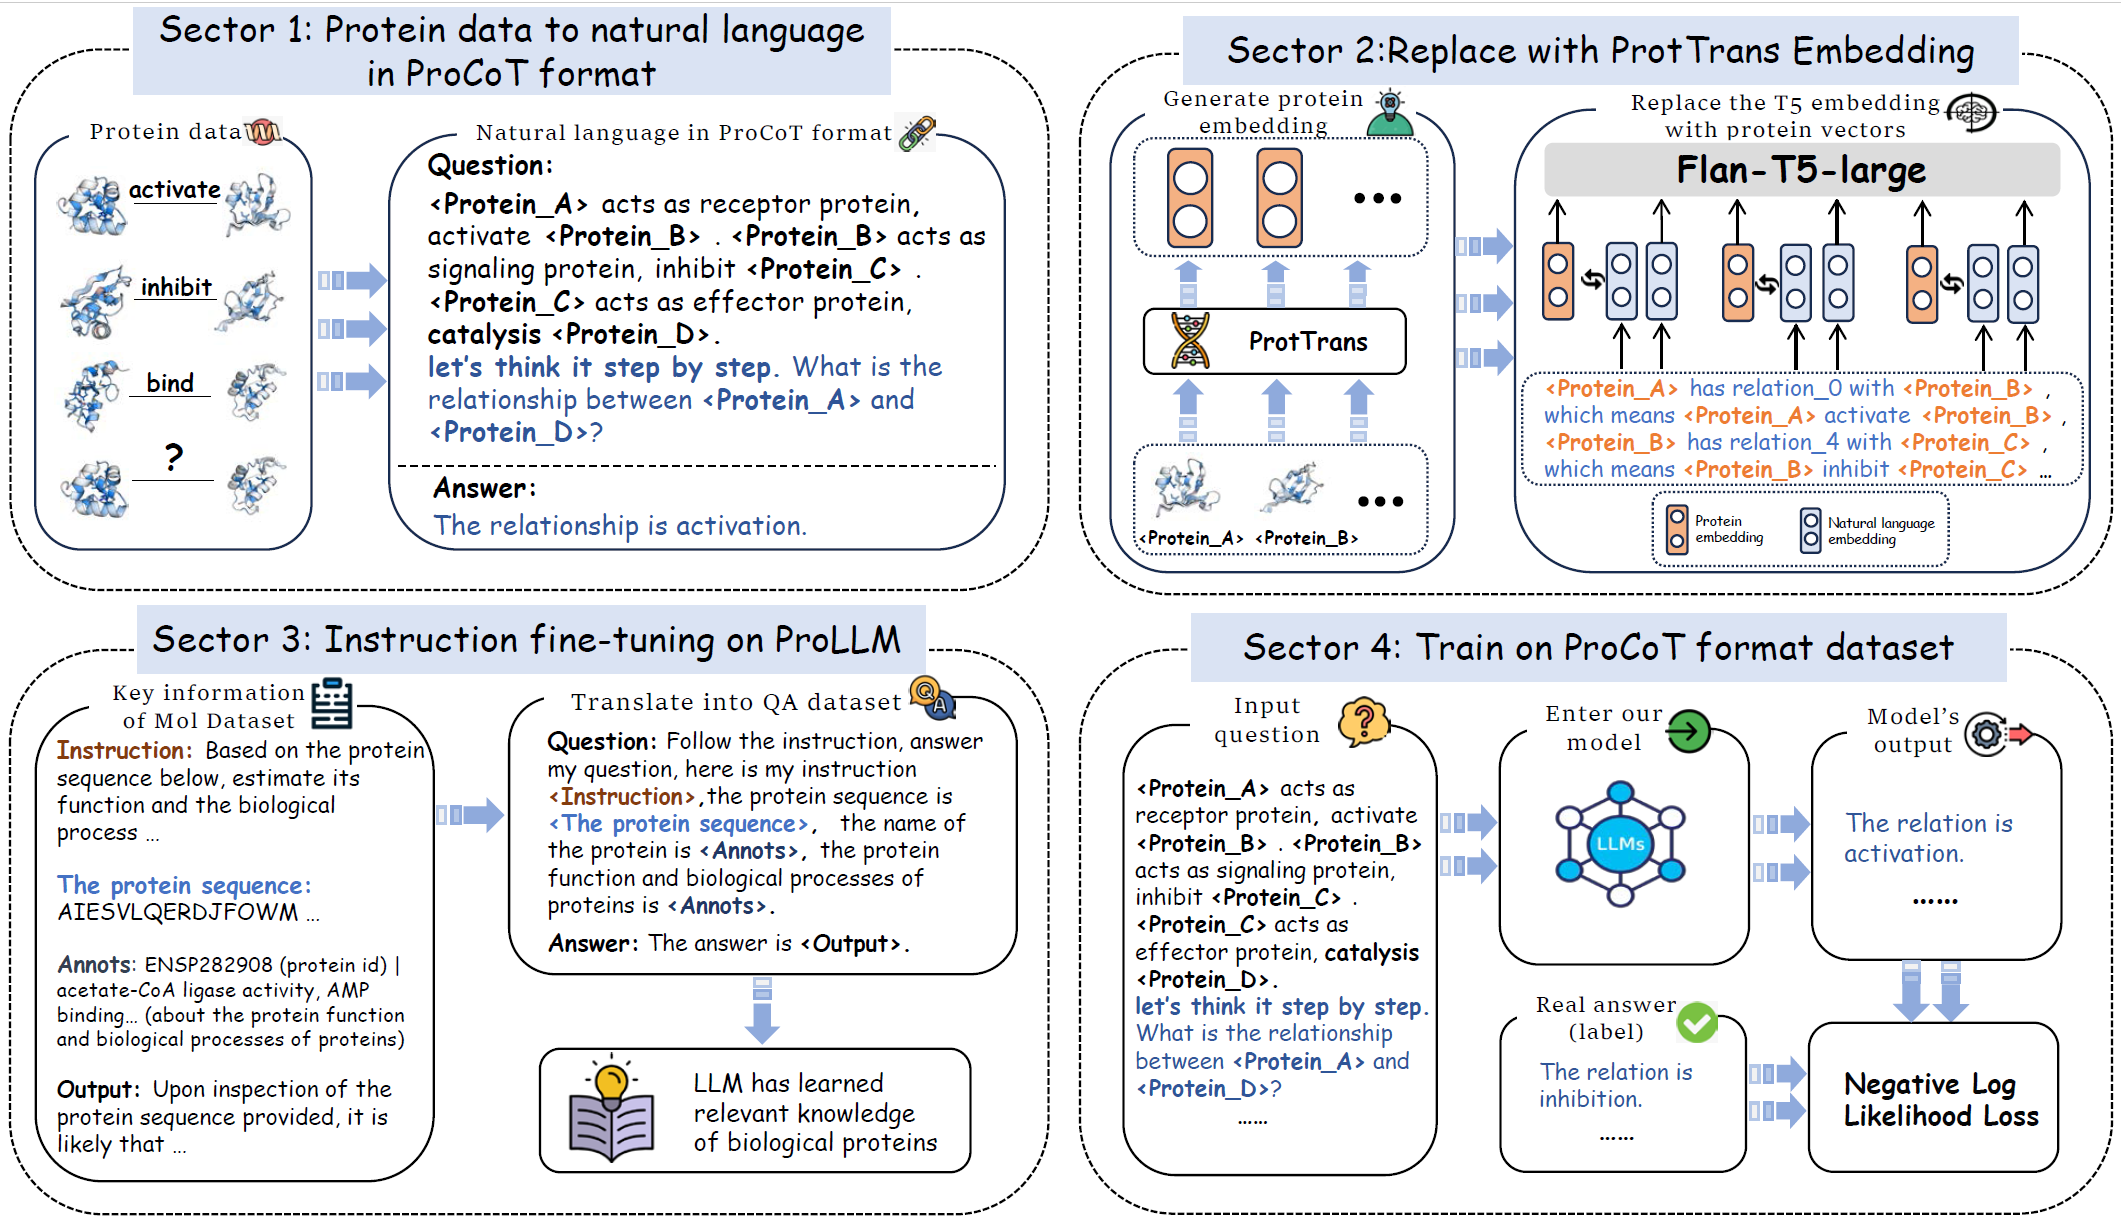 Sector 1: Protein data to natural language
in ProCoT format
Protein data
activate
inhibit
bind
?
Natural language in ProCoT format
Question:
<Protein_A> acts as receptor protein,
activate <Protein_B> . <Protein_B> acts as
signaling protein, inhibit <Protein_C> .
<Protein_C> acts as effector protein,
catalysis <Protein_D>.
let's think it step by step. What is the
relationship between <Protein_A> and
<Protein_D>?
Answer:
The relationship is activation.
Sector 2:Replace with ProtTrans Embedding
Generate protein
embedding
...
ProtTrans
...
<Protein_A> <Protein_B>
Replace the T5 embedding
with protein vectors
Flan-T5-large
<Protein_A> has relation_0 with <Protein_B> ,
which means <Protein_A> activate <Protein_B> ,
<Protein_B> has relation_4 with <Protein_C> ,
which means <Protein_B> inhibit <Protein_C> ...
Protein
embedding
Natural language
embedding
Sector 3: Instruction fine-tuning on ProLLM
Key information
of Mol Dataset
Instruction: Based on the protein
sequence below, estimate its
function and the biological
process ...
The protein sequence:
AIESVLQERDJFOWM ...
Annots: ENSP282908 (protein id) |
acetate-CoA ligase activity, AMP
binding... (about the protein function
and biological processes of proteins)
Output: Upon inspection of the
protein sequence provided, it is
likely that ...
Translate into QA dataset
Q
A
Question: Follow the instruction, answer
my question, here is my instruction
<Instruction>,the protein sequence is
<The protein sequence>, the name of
the protein is <Annots>, the protein
function and biological processes of
proteins is <Annots>.
Answer: The answer is <Output>.
LLM has learned
relevant knowledge
of biological proteins
Sector 4: Train on ProCoT format dataset
Input
question
?
<Protein_A> acts as
receptor protein, activate
<Protein_B> . <Protein_B>
acts as signaling protein,
inhibit <Protein_C> .
<Protein_C> acts as
effector protein, catalysis
<Protein_D>.
let's think it step by step.
What is the relationship
between <Protein_A> and
<Protein_D>?
......
Enter our
model
LLMs
Model's
output
The relation is
activation.
......
Real answer
(label)
The relation is
inhibition.
......
Negative Log
Likelihood Loss